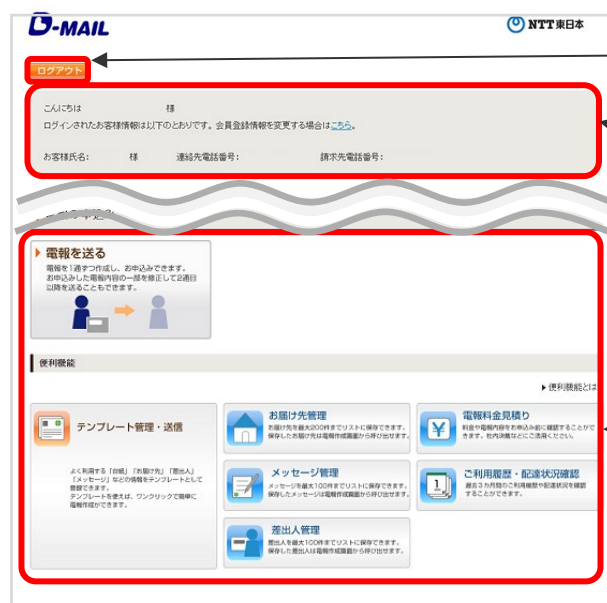 D-MAIL
NTT東日本
ログアウト
こんにちは 様
ログインされたお客様情報は以下のとおりです。会員登録情報を変更する場合はこちら。
お客様氏名: 様 連絡先電話番号: 請求先電話番号:
電報を送る
電報を1通ずつ作成し、お申込みできます。
お申込みした電報内容の一部を修正して2通目
以降を送ることもできます。
便利機能
便利機能とは
テンプレート管理・送信
よく利用する「台紙」「お届け先」「差出人」
「メッセージ」などの情報をテンプレートとして
登録できます。
テンプレートを使えば、ワンクリックで簡単に
電報作成ができます。
お届け先管理
お届け先を最大200件までリストに保存できます。
保存したお届け先は電報作成画面から呼び出せます。
電報料金見積り
料金や電報内容をお申込み前に確認することがで
きます。社内決裁などにご活用ください。
メッセージ管理
メッセージを最大100件までリストに保存できます。
保存したメッセージは電報作成画面から呼び出せます。
ご利用履歴・配達状況確認
過去3カ月間のご利用履歴や配達状況を確認
することができます。
差出人管理
差出人を最大100件までリストに保存できます。
保存した差出人は電報作成画面から呼び出せます。